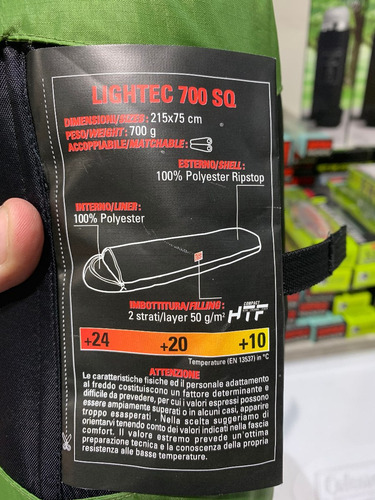 LIGHTEC 700 SQ
DIMENSIONI/SIZES: 215x75 cm
PESO/WEIGHT: 700 g
ACCOPPIABILE/MATCHABLE:
ESTERNO/SHELL:
100% Polyester Ripstop
INTERNO/LINER:
100% Polyester
IMBOTTITURA/FILLING:
2 strati/layer 50 g/m²
COMPACT
HTF
+24 +20 +10
Temperature (EN 13537) in °C
ATTENZIONE
Le caratteristiche fisiche ed il personale adattamento
al freddo costituiscono un fattore determinante e
difficile da prevedere, per cui i valori espressi possono
essere ampiamente superati o in alcuni casi, apparire
troppo esasperati. Nella scelta suggeriamo di
orientarvi tenendo conto dei valori indicati nella fascia
comfort. Il valore estremo prevede un'ottima
preparazione tecnica e la conoscenza della propria
resistenza alle basse temperature.